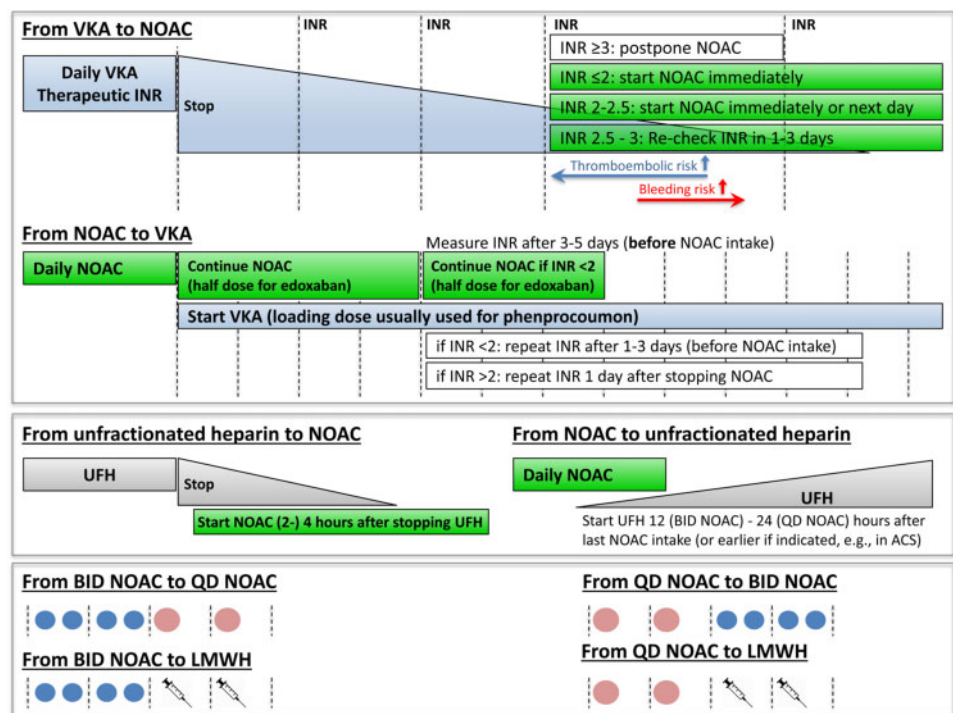 From VKA to NOAC
INR
INR
INR
INR
Daily VKA
Therapeutic INR
Stop
INR ≥3: postpone NOAC
INR ≤2: start NOAC immediately
INR 2-2.5: start NOAC immediately or next day
INR 2.5 - 3: Re-check INR in 1-3 days
Thromboembolic risk
Bleeding risk
From NOAC to VKA
Measure INR after 3-5 days (before NOAC intake)
Daily NOAC
Continue NOAC
(half dose for edoxaban)
Continue NOAC if INR <2
(half dose for edoxaban)
Start VKA (loading dose usually used for phenprocoumon)
if INR <2: repeat INR after 1-3 days (before NOAC intake)
if INR >2: repeat INR 1 day after stopping NOAC
From unfractionated heparin to NOAC
UFH
Stop
Start NOAC (2-) 4 hours after stopping UFH
From NOAC to unfractionated heparin
Daily NOAC
UFH
Start UFH 12 (BID NOAC) - 24 (QD NOAC) hours after
last NOAC intake (or earlier if indicated, e.g., in ACS)
From BID NOAC to QD NOAC
From QD NOAC to BID NOAC
From BID NOAC to LMWH
From QD NOAC to LMWH